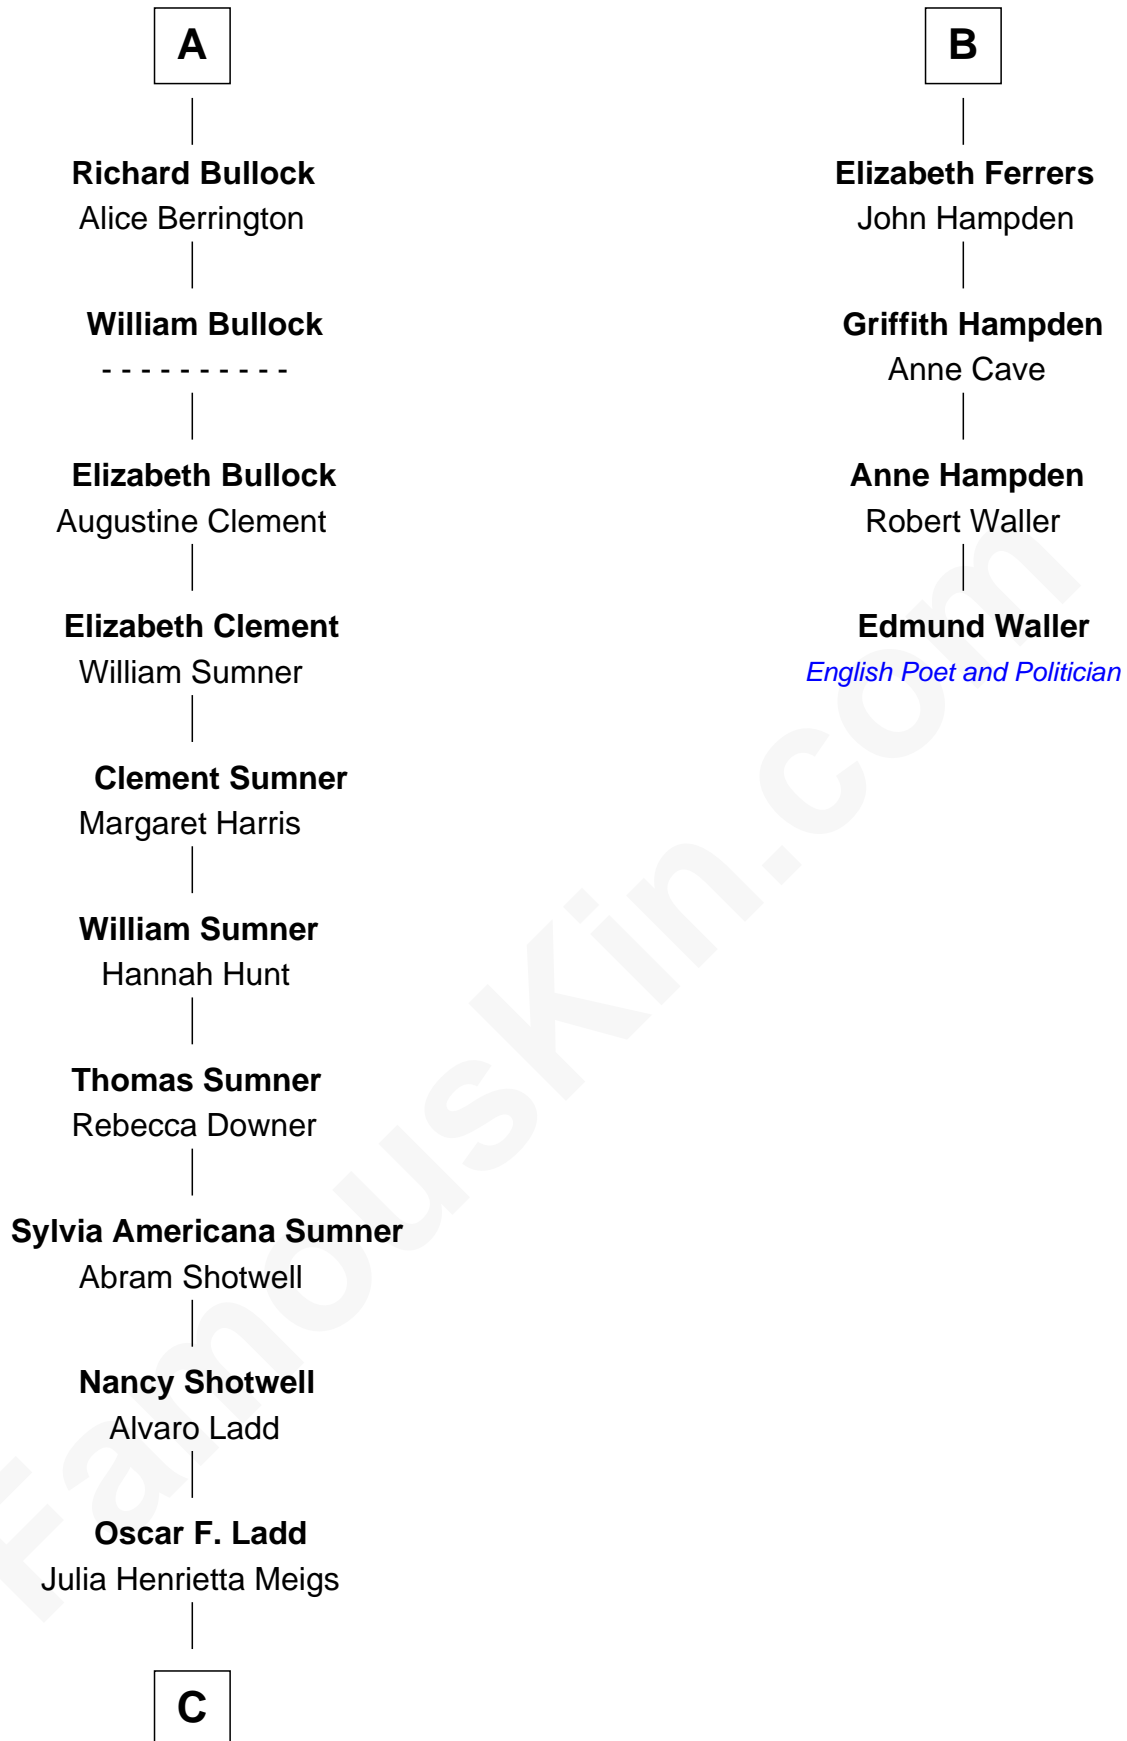 A
Richard Bullock
Alice Berrington
William Bullock
- - - - - - - - - -
Elizabeth Bullock
Augustine Clement
Elizabeth Clement
William Sumner
Clement Sumner
Margaret Harris
William Sumner
Hannah Hunt
Thomas Sumner
Rebecca Downer
Sylvia Americana Sumner
Abram Shotwell
Nancy Shotwell
Alvaro Ladd
Oscar F. Ladd
Julia Henrietta Meigs
C
B
Elizabeth Ferrers
John Hampden
Griffith Hampden
Anne Cave
Anne Hampden
Robert Waller
Edmund Waller
English Poet and Politician
FamousKin.com